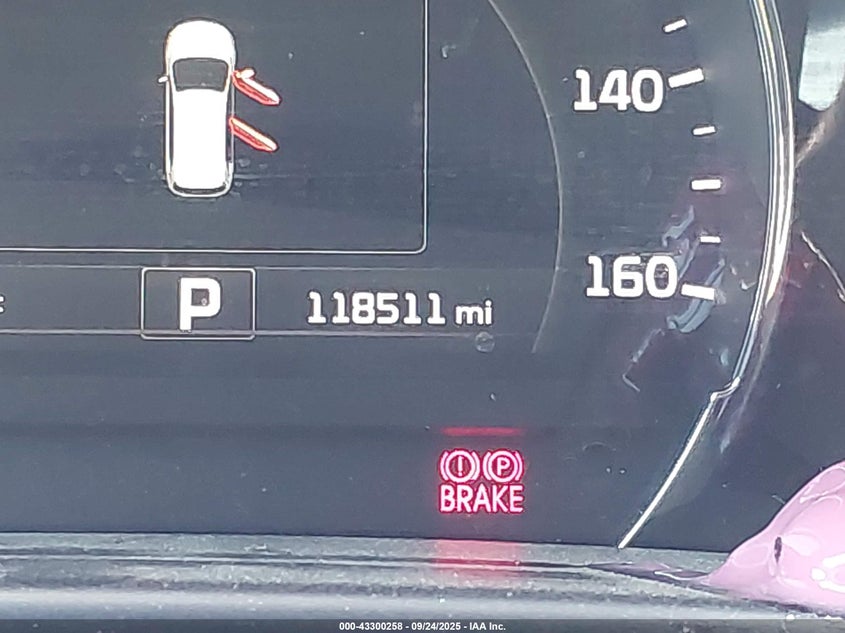 140
160
P
118511 mi
(!) (P)
BRAKE
000-43300258 - 09/24/2025 - IAA Inc.